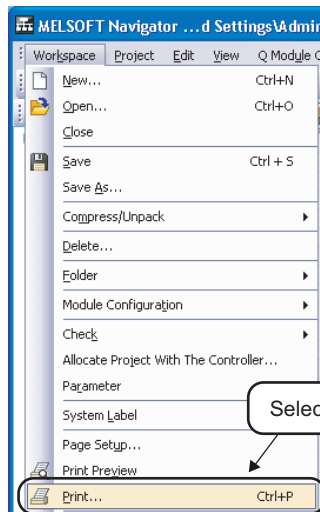 MELSOFT Navigator ...d Settings\Admin
Workspace Project Edit View Q Module
New... Ctrl+N
Open... Ctrl+O
Close
Save Ctrl + S
Save As...
Compress/Unpack
Delete...
Folder
Module Configuration
Check
Allocate Project With The Controller...
Parameter
System Label
Selec
Page Setup...
Print Preview
Print... Ctrl+P